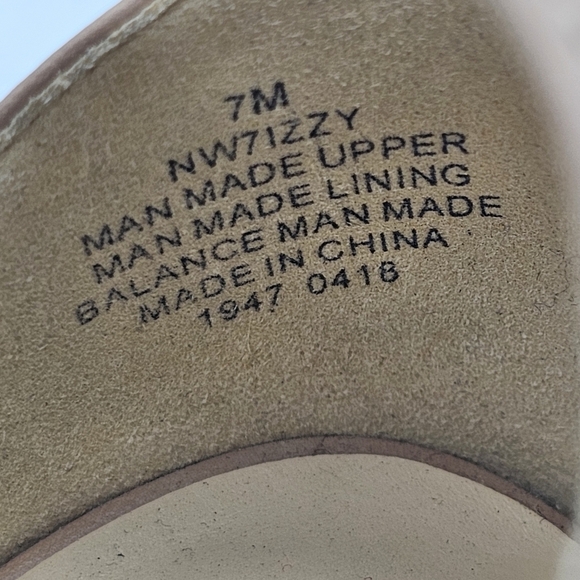 7M
NW7IZZY
MAN MADE UPPER
MAN MADE LINING
BALANCE MAN MADE
MADE IN CHINA
1947 0418